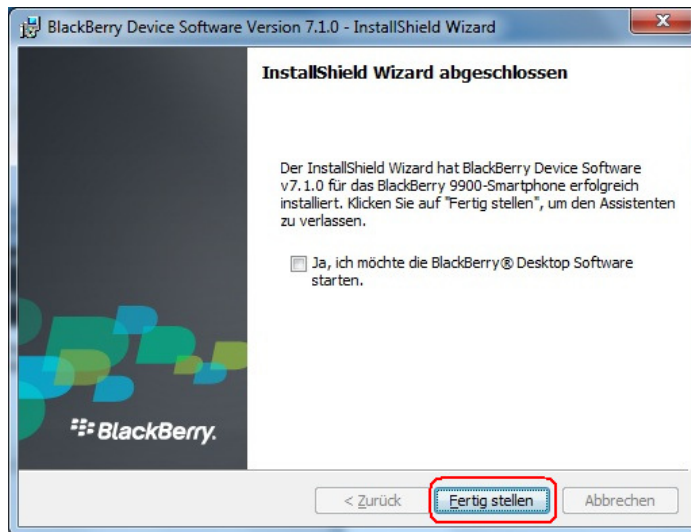 BlackBerry Device Software Version 7.1.0 - InstallShield Wizard
InstallShield Wizard abgeschlossen
Der InstallShield Wizard hat BlackBerry Device Software
v7.1.0 für das BlackBerry 9900-Smartphone erfolgreich
installiert. Klicken Sie auf "Fertig stellen", um den Assistenten
zu verlassen.
Ja, ich möchte die BlackBerry® Desktop Software
starten.
BlackBerry.
< Zurück Fertig stellen Abbrechen